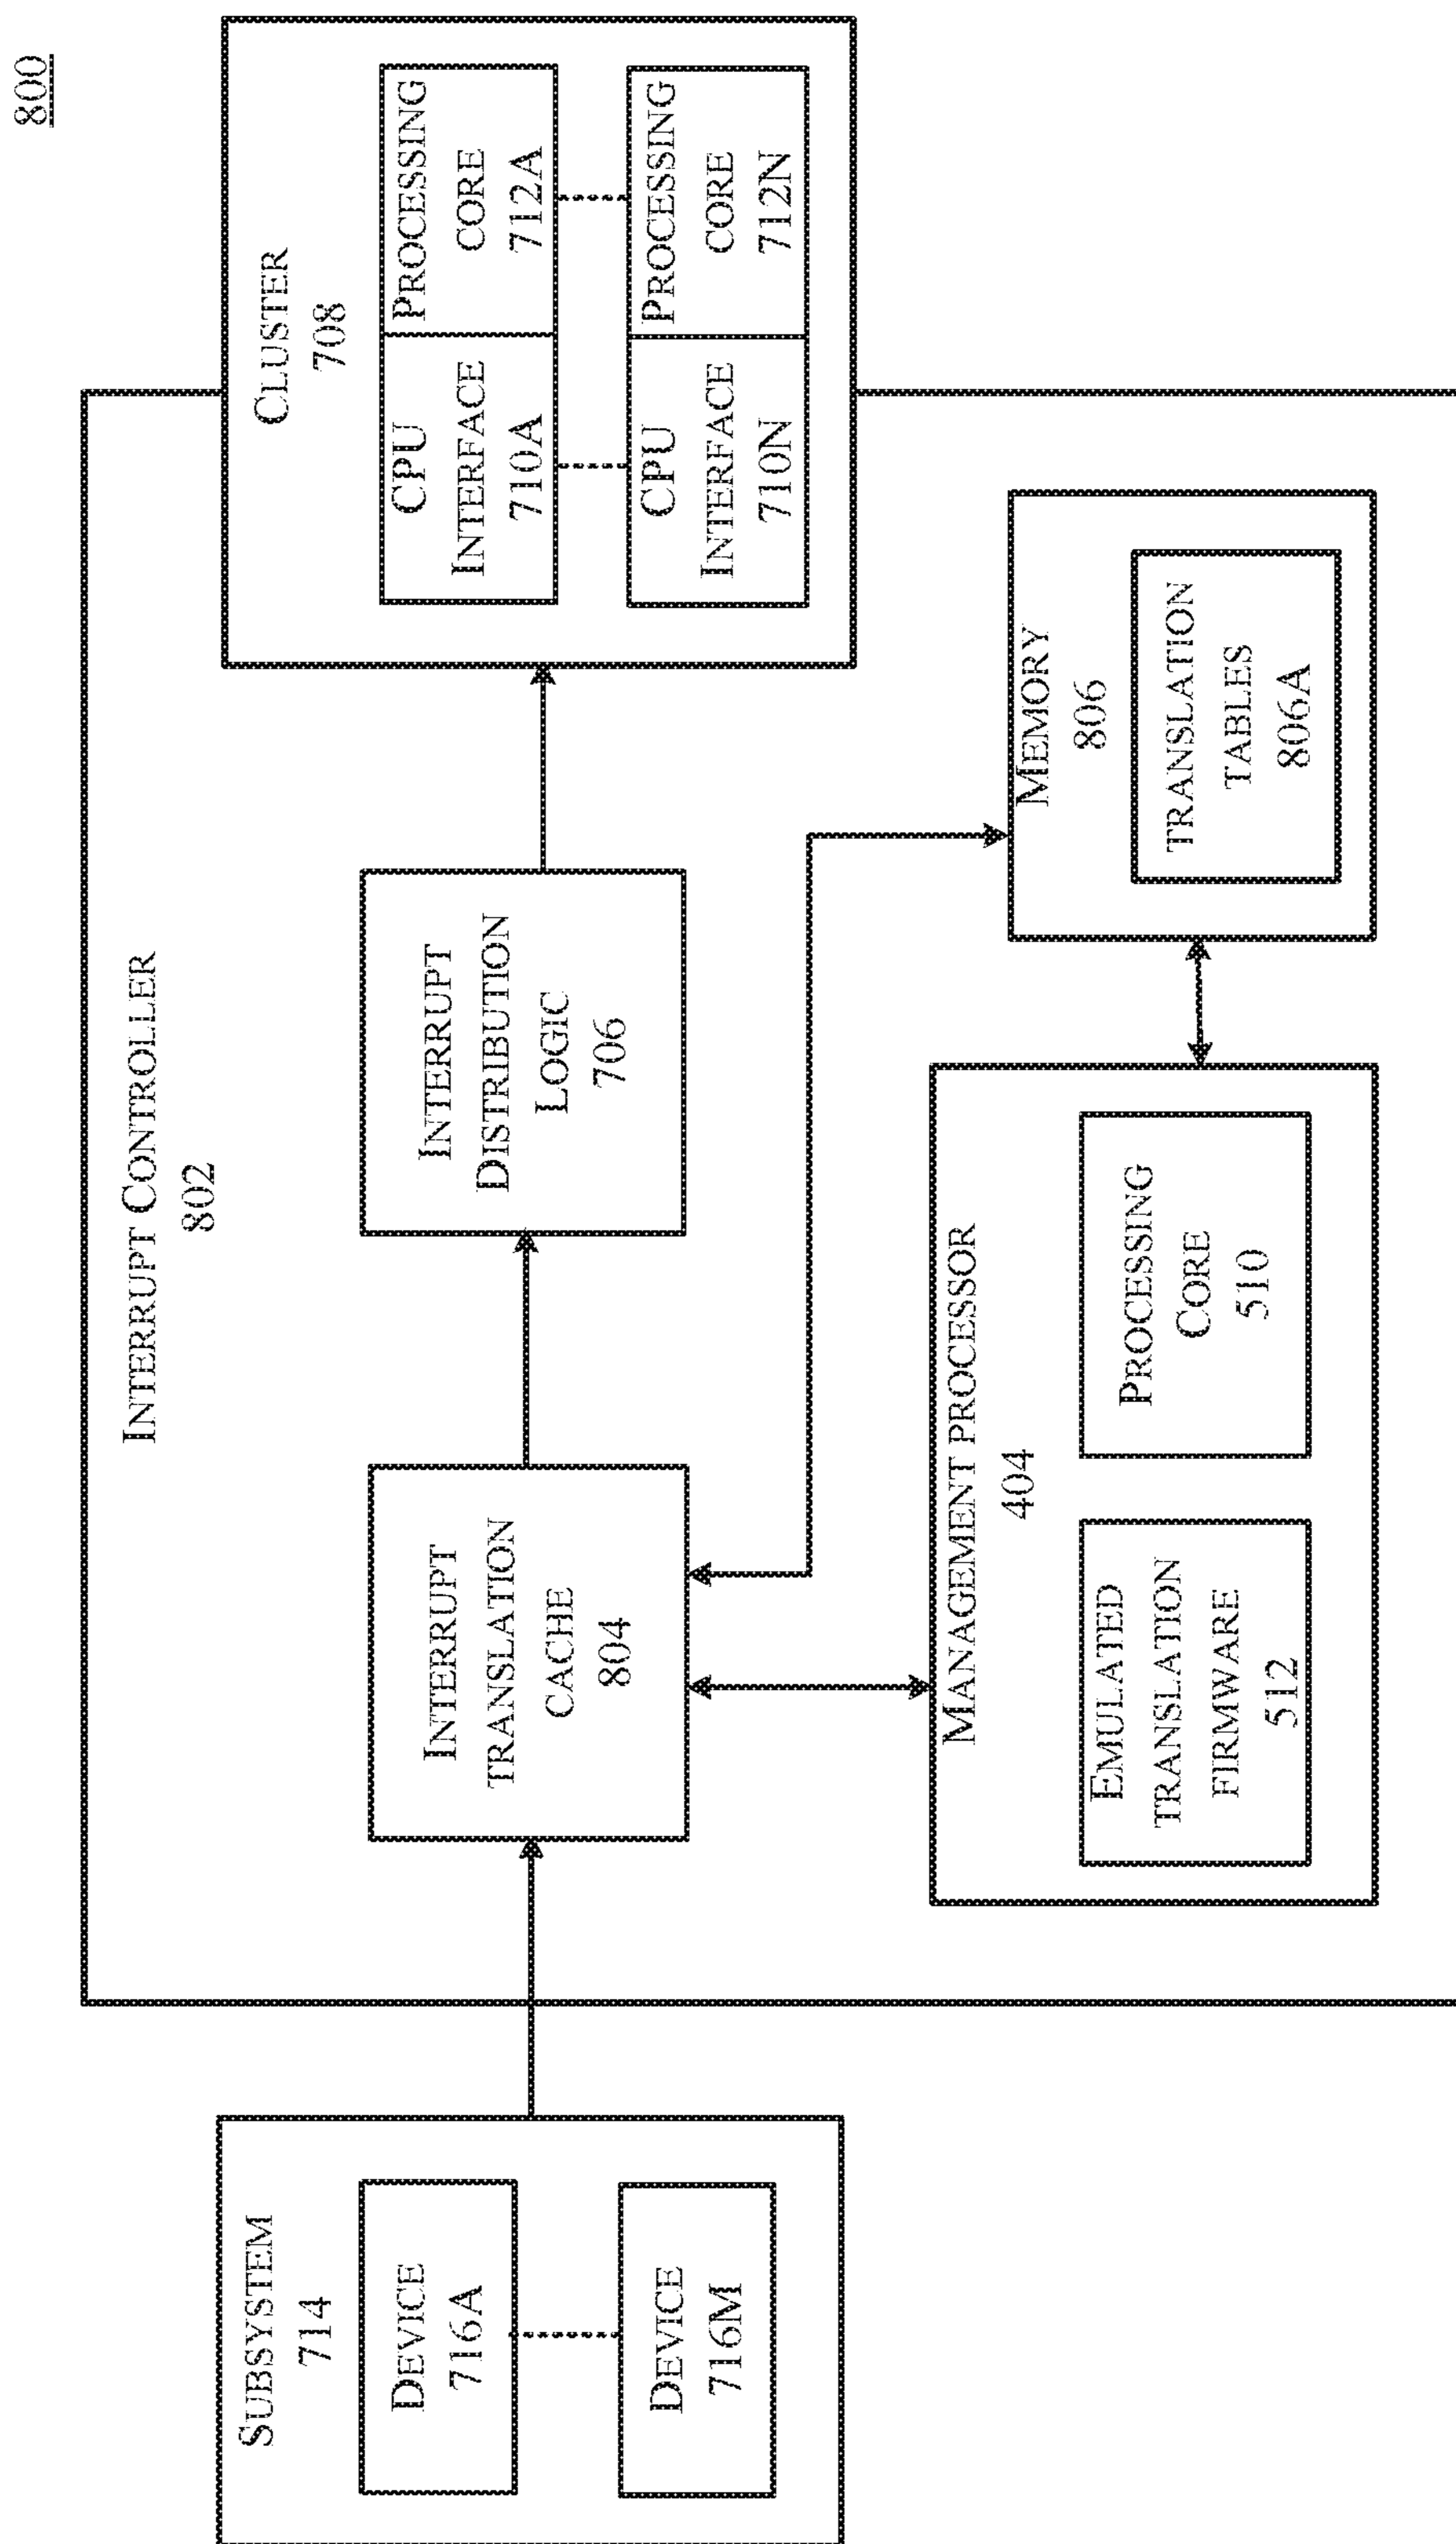 800
INTERRUPT CONTROLLER
802
SUBSYSTEM
714
DEVICE
716A
DEVICE
716M
INTERRUPT
TRANSLATION
CACHE
804
INTERRUPT
DISTRIBUTION
LOGIC
706
CLUSTER
708
CPU
INTERFACE
710A
PROCESSING
CORE
712A
CPU
INTERFACE
710N
PROCESSING
CORE
712N
MANAGEMENT PROCESSOR
404
EMULATED
TRANSLATION
FIRMWARE
512
PROCESSING
CORE
510
MEMORY
806
TRANSLATION
TABLES
806A